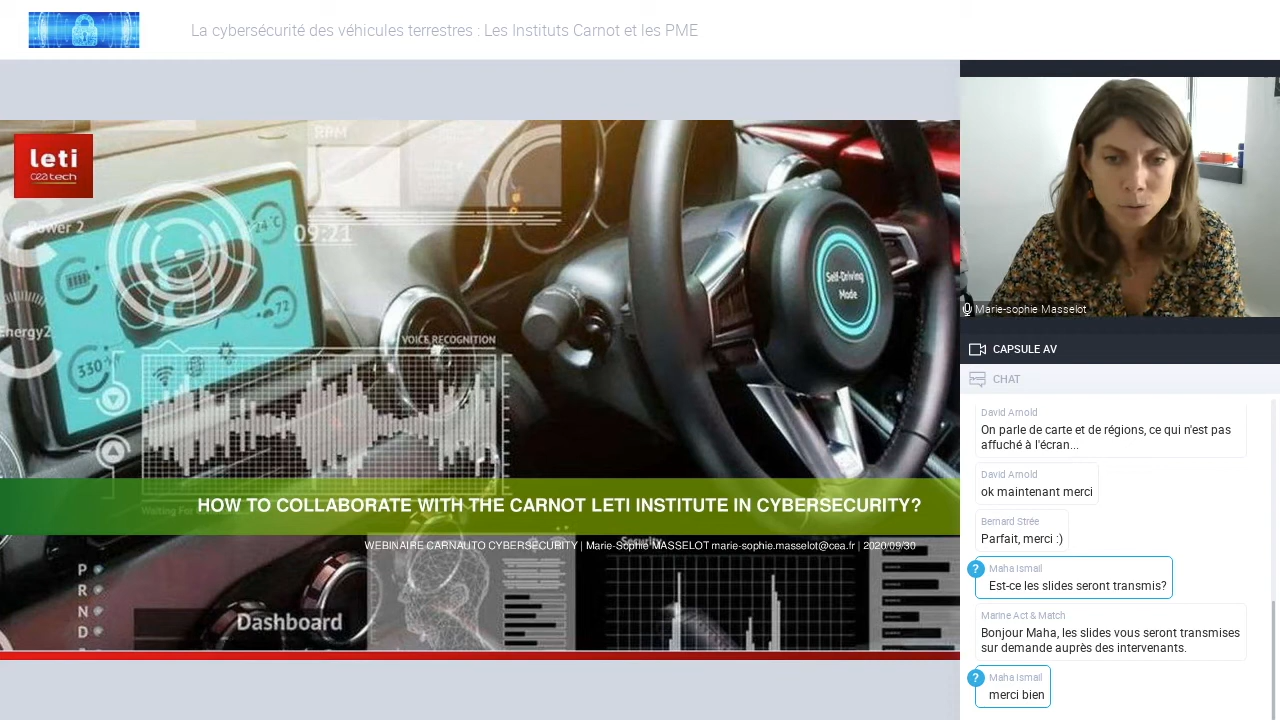 La cybersécurité des véhicules terrestres : Les Instituts Carnot et les PME
leti
cea tech
RPM
Power 2
24°C
09:21
Self-Driving
Mode
72
Energy2
330
VOICE RECOGNITION
HOW TO COLLABORATE WITH THE CARNOT LETI INSTITUTE IN CYBERSECURITY?
Waiting For
WEBINAIRE CARNAUTO CYBERSECURITY | Marie-Sophie MASSELOT marie-sophie.masselot@cea.fr | 2020/09/30
Security
P
R
N
D
Dashboard
Marie-sophie Masselot
CAPSULE AV
CHAT
David Arnold
On parle de carte et de régions, ce qui n'est pas
affuché à l'écran...
David Arnold
ok maintenant merci
Bernard Strée
Parfait, merci :)
?
Maha Ismail
Est-ce les slides seront transmis?
Marine Act & Match
Bonjour Maha, les slides vous seront transmises
sur demande auprès des intervenants.
?
Maha Ismail
merci bien